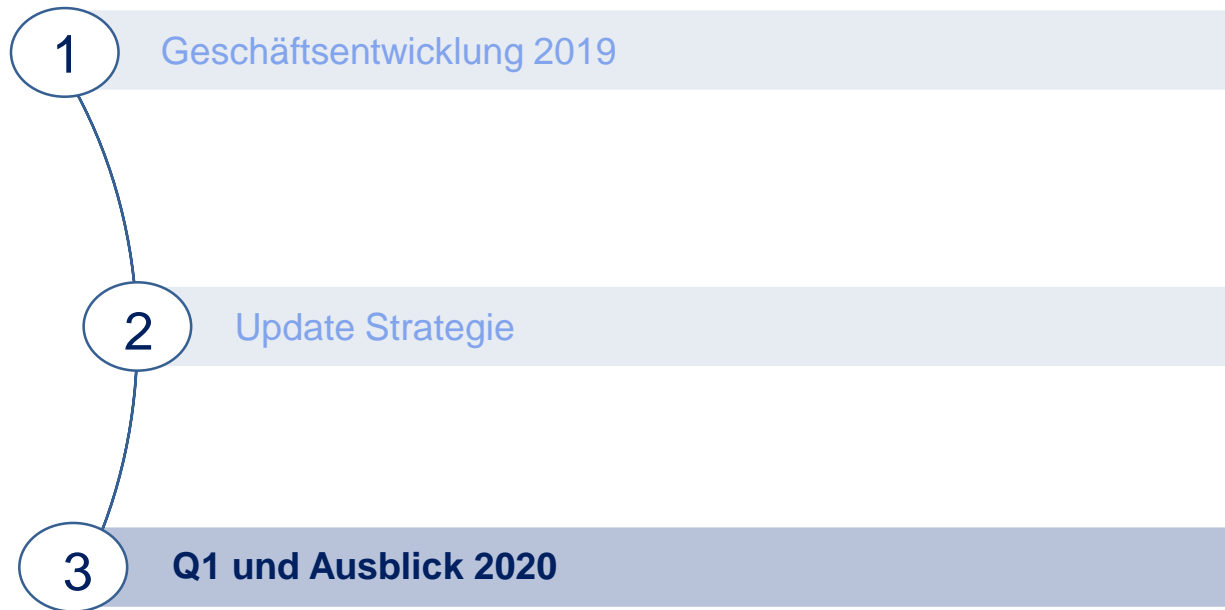 1 Geschäftsentwicklung 2019
2 Update Strategie
3 Q1 und Ausblick 2020